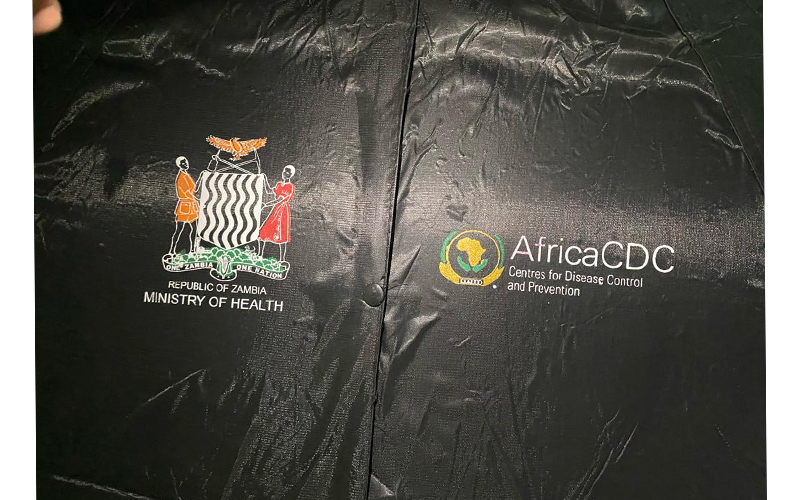 ONE ZAMBIA ONE NATION
REPUBLIC OF ZAMBIA
MINISTRY OF HEALTH
AfricaCDC
Centres for Disease Control
and Prevention